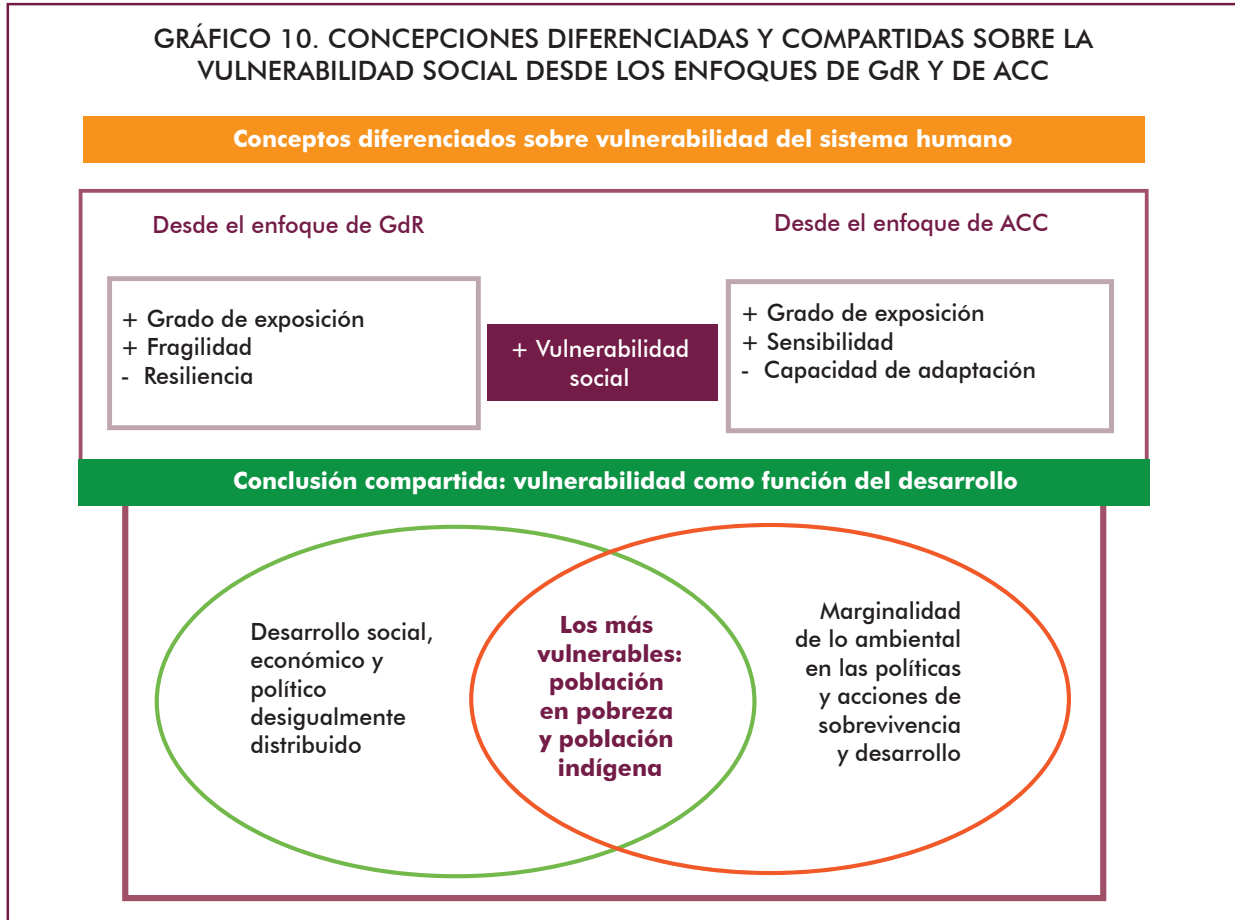 GRÁFICO 10. CONCEPCIONES DIFERENCIADAS Y COMPARTIDAS SOBRE LA
VULNERABILIDAD SOCIAL DESDE LOS ENFOQUES DE GdR Y DE ACC
Conceptos diferenciados sobre vulnerabilidad del sistema humano
Desde el enfoque de GdR
+ Grado de exposición
+ Fragilidad
- Resiliencia
+ Vulnerabilidad
social
Desde el enfoque de ACC
+ Grado de exposición
+ Sensibilidad
- Capacidad de adaptación
Conclusión compartida: vulnerabilidad como función del desarrollo
Desarrollo social,
económico y
político
desigualmente
distribuido
Los más
vulnerables:
población
en pobreza
y población
indígena
Marginalidad
de lo ambiental
en las políticas
y acciones de
sobrevivencia
y desarrollo